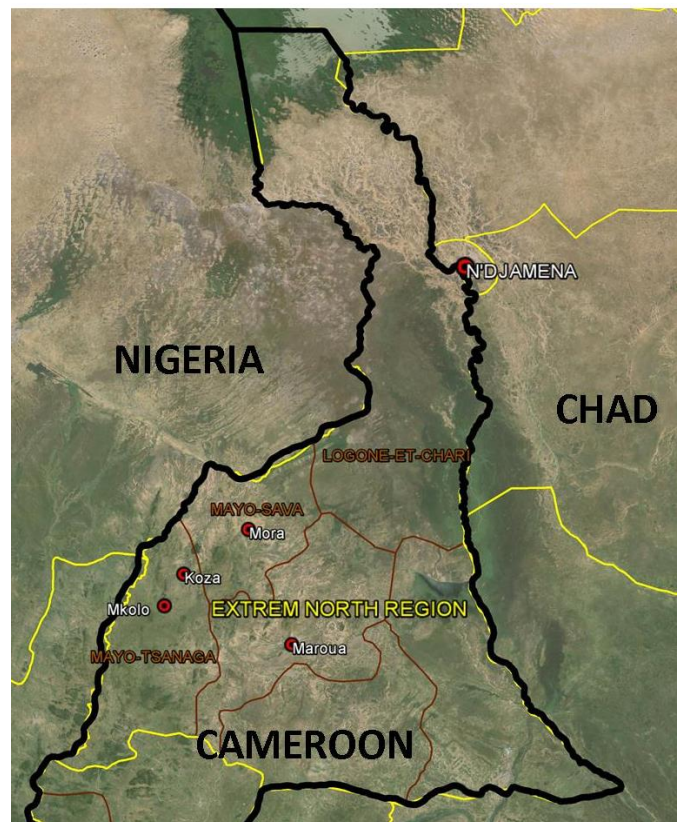 N'DJAMENA
NIGERIA
CHAD
LOGONE-ET-CHARI
MAYO-SAVA
Mora
Koza
Mkolo
EXTREM NORTH REGION
Maroua
MAYO-TSANAGA
CAMEROON